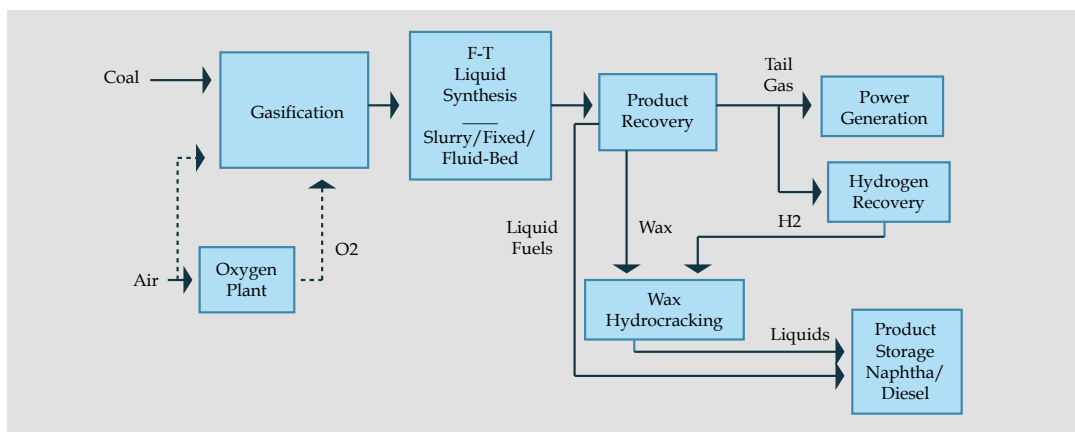 Coal
Gasification
F-T
Liquid
Synthesis
Slurry/Fixed/
Fluid-Bed
Product
Recovery
Tail
Gas
Power
Generation
Hydrogen
Recovery
H2
Wax
Liquid
Fuels
Air
Oxygen
Plant
O2
Wax
Hydrocracking
Liquids
Product
Storage
Naphtha/
Diesel